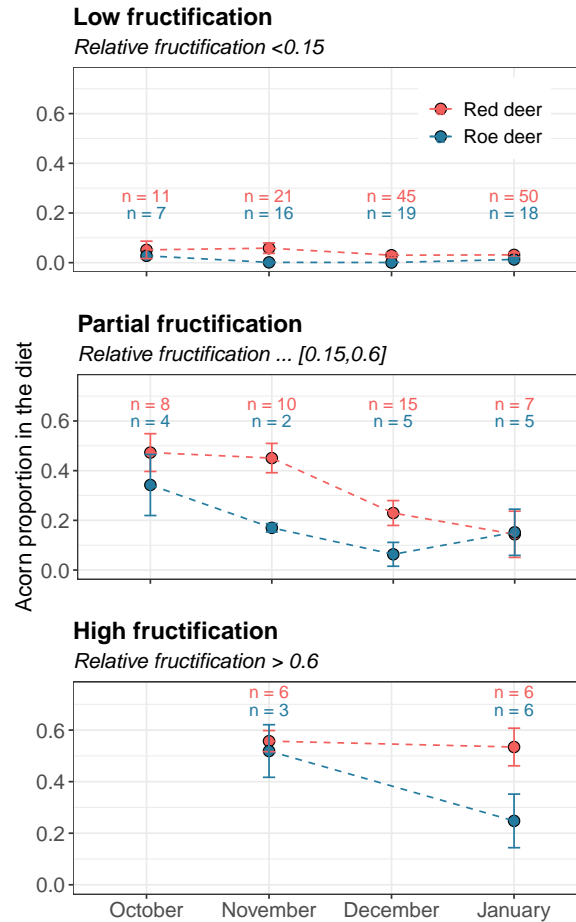 Low fructification
Relative fructification <0.15
0.6
0.4
0.2
0.0
Red deer
Roe deer
n = 11
n = 21
n = 45
n = 50
n = 7
n = 16
n = 19
n = 18
Partial fructification
Relative fructification ... [0.15,0.6]
0.6
0.4
0.2
0.0
n = 8
n = 10
n = 15
n = 7
n = 4
n = 2
n = 5
n = 5
Acorn proportion in the diet
High fructification
Relative fructification > 0.6
0.6
0.4
0.2
0.0
n = 6
n = 6
n = 3
n = 6
October November December January